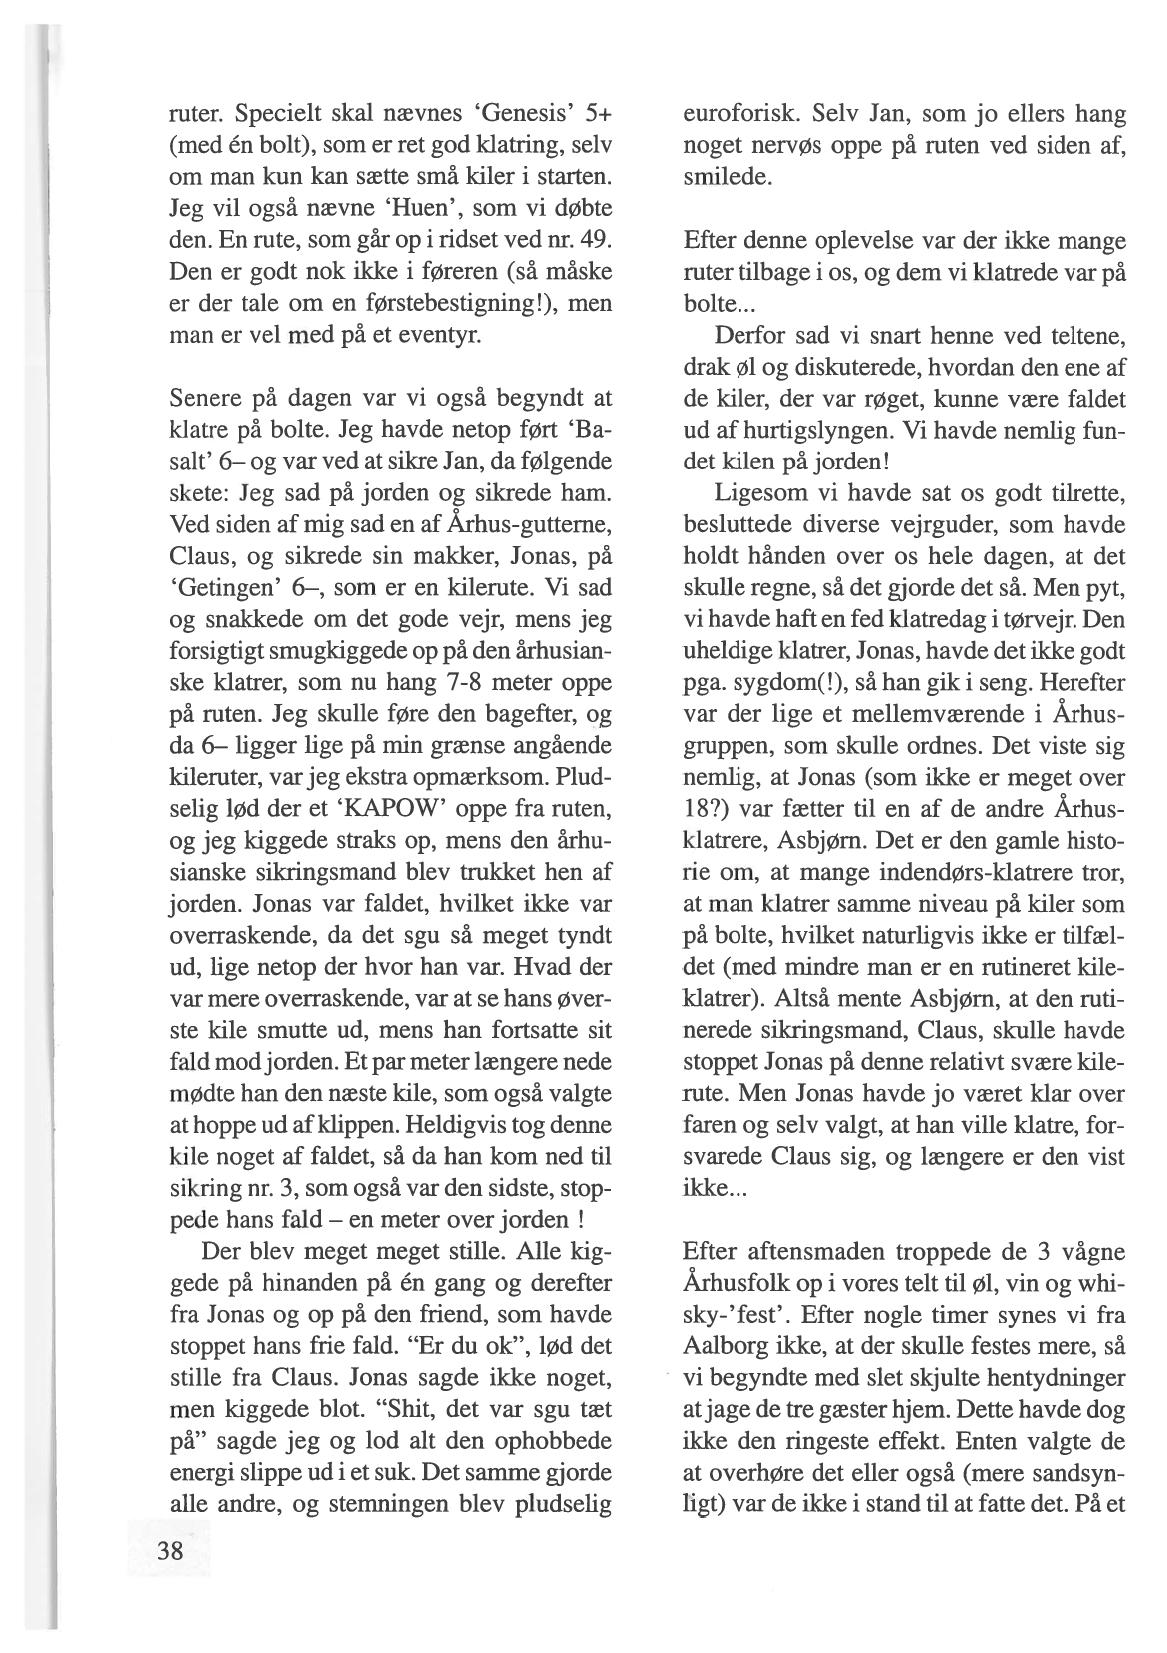 ruter. Specielt skal nævnes ‘Genesis’ 5+
(med én bolt), som er ret god klatring, selv
om man kun kan sætte små kiler i starten.
Jeg vil også nævne ‘Huen’, som vi døbte
den. En rute, som går op i ridset ved nr. 49.
Den er godt nok ikke i føreren (så måske
er der tale om en førstebestigning!), men
man er vel med på et eventyr.

Senere på dagen var vi også begyndt at
klatre på bolte. Jeg havde netop ført ‘Ba-
salt’ 6– og var ved at sikre Jan, da følgende
skete: Jeg sad på jorden og sikrede ham.
Ved siden af mig sad en af Århus-gutterne,
Claus, og sikrede sin makker, Jonas, på
‘Getingen’ 6–, som er en kilerute. Vi sad
og snakkede om det gode vejr, mens jeg
forsigtigt smugkiggede op på den århusian-
ske klatrer, som nu hang 7-8 meter oppe
på ruten. Jeg skulle føre den bagefter, og
da 6– ligger lige på min grænse angående
kileruter, var jeg ekstra opmærksom. Plud-
selig lød der et ‘KAPOW’ oppe fra ruten,
og jeg kiggede straks op, mens den århu-
sianske sikringsmand blev trukket hen af
jorden. Jonas var faldet, hvilket ikke var
overraskende, da det sgu så meget tyndt
ud, lige netop der hvor han var. Hvad der
var mere overraskende, var at se hans øver-
ste kile smutte ud, mens han fortsatte sit
fald mod jorden. Et par meter længere nede
mødte han den næste kile, som også valgte
at hoppe ud af klippen. Heldigvis tog denne
kile noget af faldet, så da han kom ned til
sikring nr. 3, som også var den sidste, stop-
pede hans fald – en meter over jorden !
Der blev meget meget stille. Alle kig-
gede på hinanden på én gang og derefter
fra Jonas og op på den friend, som havde
stoppet hans frie fald. “Er du ok”, lød det
stille fra Claus. Jonas sagde ikke noget,
men kiggede blot. “Shit, det var sgu tæt
på” sagde jeg og lod alt den ophobbede
energi slippe ud i et suk. Det samme gjorde
alle andre, og stemningen blev pludselig
38

euroforisk. Selv Jan, som jo ellers hang
noget nervøs oppe på ruten ved siden af,
smilede.

Efter denne oplevelse var der ikke mange
ruter tilbage i os, og dem vi klatrede var på
bolte...
Derfor sad vi snart henne ved teltene,
drak øl og diskuterede, hvordan den ene af
de kiler, der var røget, kunne være faldet
ud af hurtigslyngen. Vi havde nemlig fun-
det kilen på jorden!
Ligesom vi havde sat os godt tilrette,
besluttede diverse vejrguder, som havde
holdt hånden over os hele dagen, at det
skulle regne, så det gjorde det så. Men pyt,
vi havde haft en fed klatredag i tørvejr. Den
uheldige klatrer, Jonas, havde det ikke godt
pga. sygdom(!), så han gik i seng. Herefter
var der lige et mellemværende i Århus-
gruppen, som skulle ordnes. Det viste sig
nemlig, at Jonas (som ikke er meget over
18?) var fætter til en af de andre Århus-
klatrere, Asbjørn. Det er den gamle histo-
rie om, at mange indendørs-klatrere tror,
at man klatrer samme niveau på kiler som
på bolte, hvilket naturligvis ikke er tilfæl-
det (med mindre man er en rutineret kile-
klatrer). Altså mente Asbjørn, at den ruti-
nerede sikringsmand, Claus, skulle havde
stoppet Jonas på denne relativt svære kile-
rute. Men Jonas havde jo været klar over
faren og selv valgt, at han ville klatre, for-
svarede Claus sig, og længere er den vist
ikke...

Efter aftensmaden troppede de 3 vågne
Århusfolk op i vores telt til øl, vin og whi-
sky-’fest’. Efter nogle timer synes vi fra
Aalborg ikke, at der skulle festes mere, så
vi begyndte med slet skjulte hentydninger
at jage de tre gæster hjem. Dette havde dog
ikke den ringeste effekt. Enten valgte de
at overhøre det eller også (mere sandsyn-
ligt) var de ikke i stand til at fatte det. På et